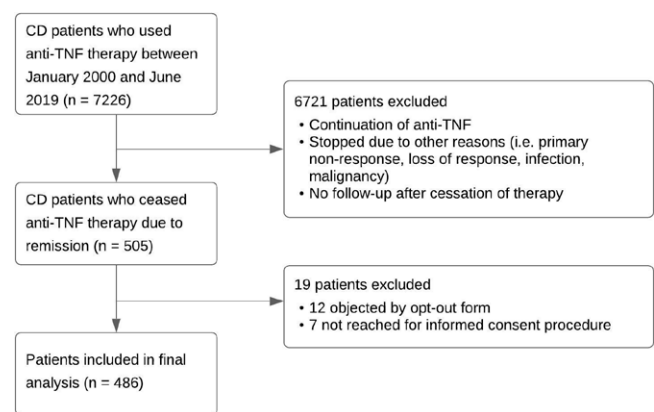 CD patients who used
anti-TNF therapy between
January 2000 and June
2019 (n = 7226)
6721 patients excluded
• Continuation of anti-TNF
• Stopped due to other reasons (i.e. primary
non-response, loss of response, infection,
malignancy)
• No follow-up after cessation of therapy
CD patients who ceased
anti-TNF therapy due to
remission (n = 505)
19 patients excluded
• 12 objected by opt-out form
• 7 not reached for informed consent procedure
Patients included in final
analysis (n = 486)